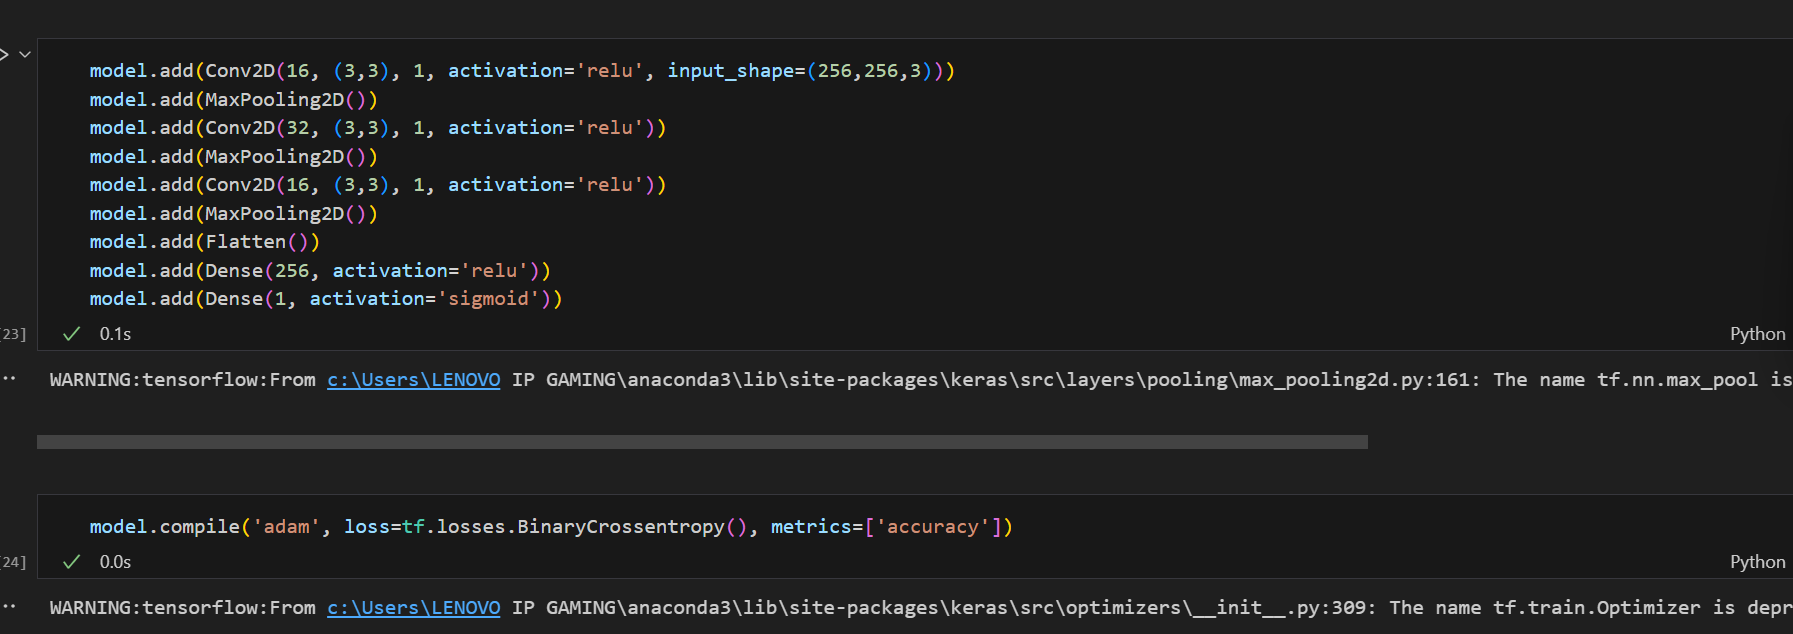 model.add(Conv2D(16, (3,3), 1, activation='relu', input_shape=(256,256,3)))
model.add(MaxPooling2D())
model.add(Conv2D(32, (3,3), 1, activation='relu'))
model.add(MaxPooling2D())
model.add(Conv2D(16, (3,3), 1, activation='relu'))
model.add(MaxPooling2D())
model.add(Flatten())
model.add(Dense(256, activation='relu'))
model.add(Dense(1, activation='sigmoid'))
[23] 0.1s Python
WARNING:tensorflow:From c:\Users\LENOVO IP GAMING\anaconda3\lib\site-packages\keras\src\layers\pooling\max_pooling2d.py:161: The name tf.nn.max_pool is
model.compile('adam', loss=tf.losses.BinaryCrossentropy(), metrics=['accuracy'])
[24] 0.0s Python
WARNING:tensorflow:From c:\Users\LENOVO IP GAMING\anaconda3\lib\site-packages\keras\src\optimizers\__init__.py:309: The name tf.train.Optimizer is depr